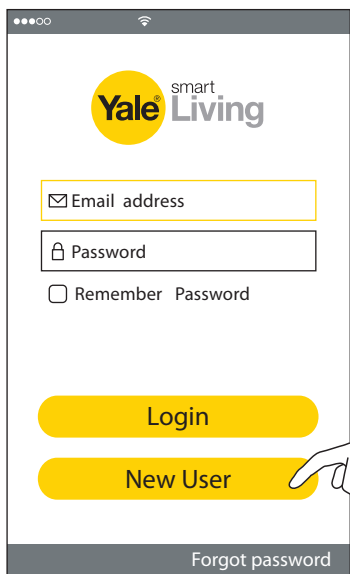 smart
Yale® Living
Email address
Password
Remember Password
Login
New User
Forgot password